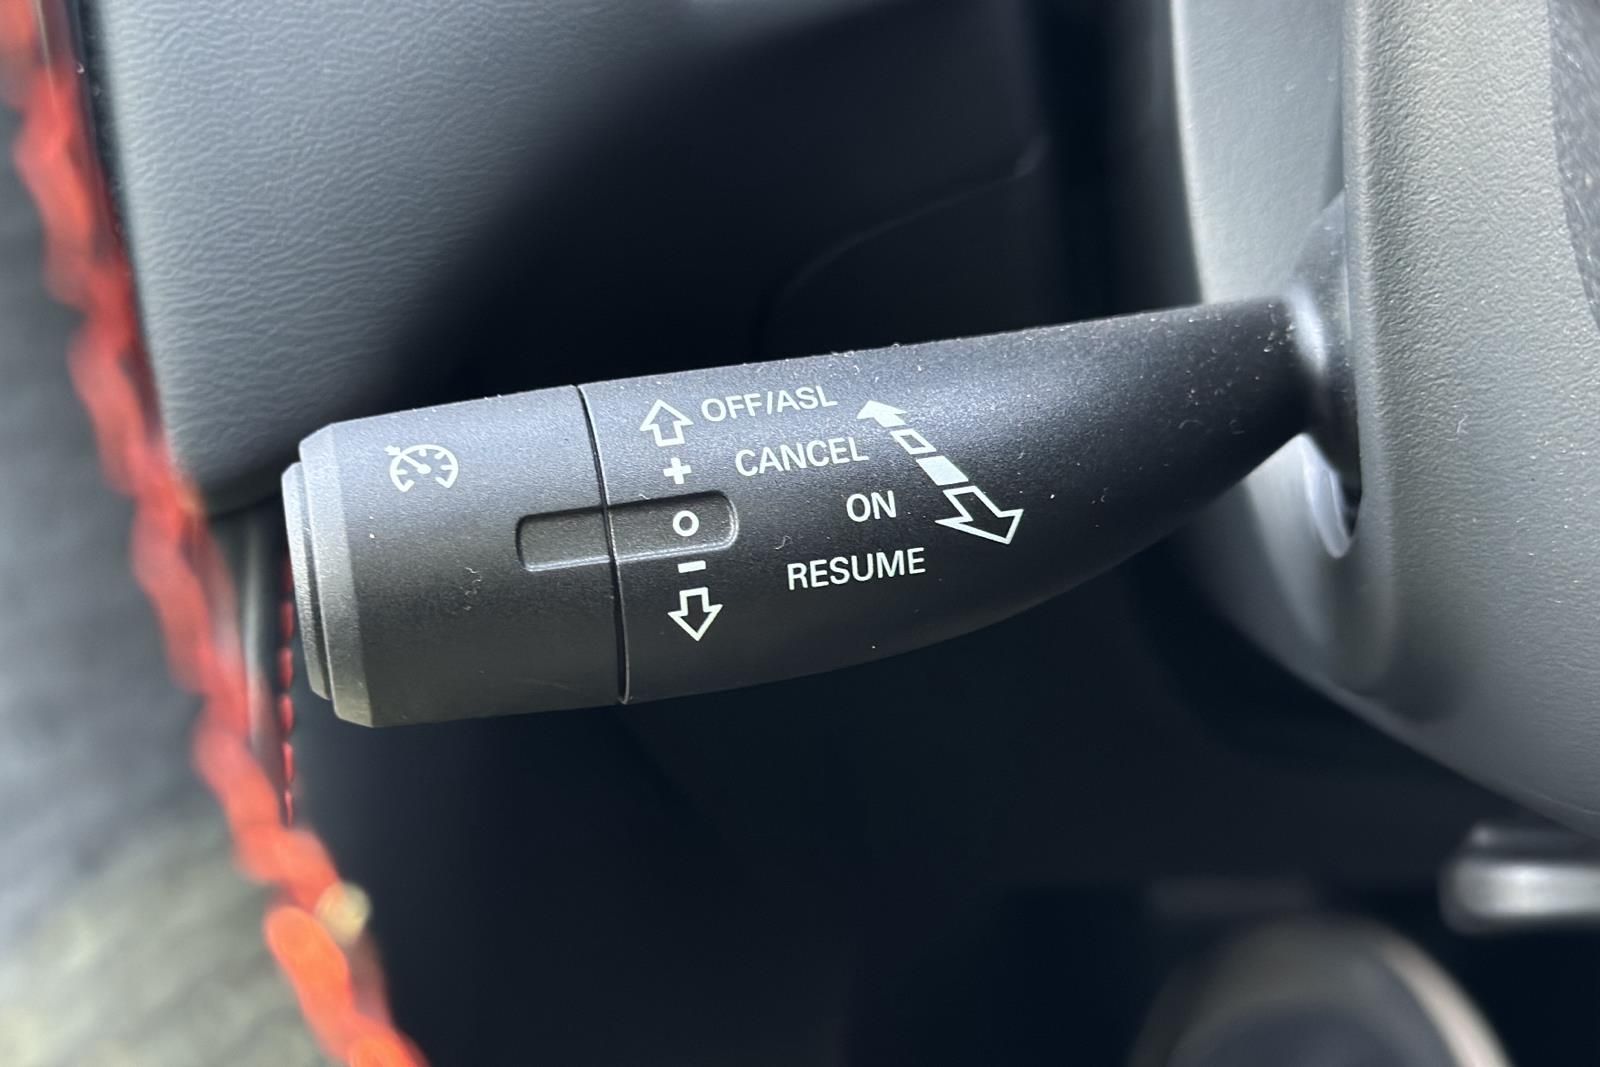 OFF/ASL
+ CANCEL
O ON
- RESUME